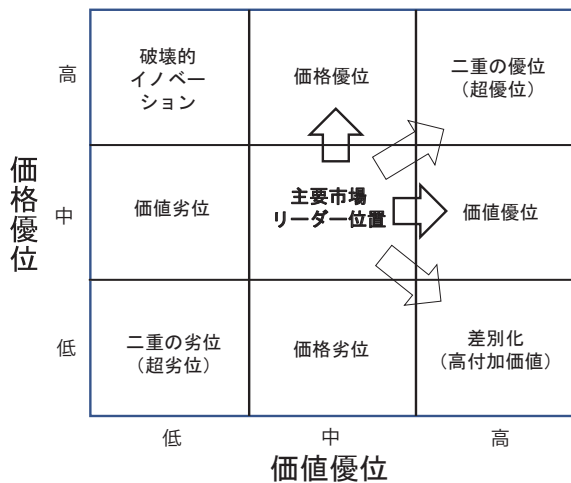 高
破壊的
イノベー
ション
価格優位
二重の優位
(超優位)
価格優位
中
価値劣位
主要市場
リーダー位置
価値優位
低
二重の劣位
(超劣位)
価格劣位
差別化
(高付加価値)
低
中
高
価値優位